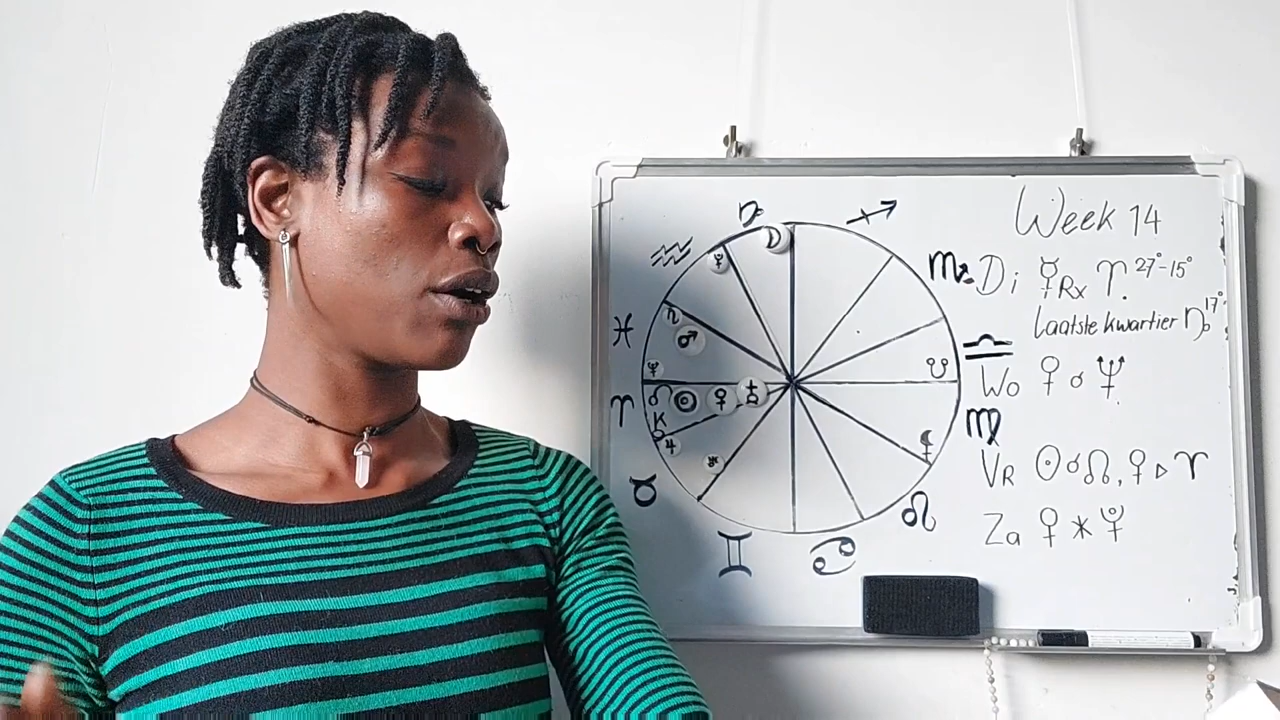 Week 14
Di ☿Rx ♈ 27°-15°
laatste kwartier ♑ 17°
Wo ♀ ☌ ♆
VR ☉☌☊, ♀ ▷ ♈
Za ♀ ⚹ ⯓
♑
♐
♒
♏
♓
♎
♈
♍
♉
♌
♊
♋
☽
♄
♂
♆
☋
☊ ☉ ♀ ☿
K
♃
♅
⚸